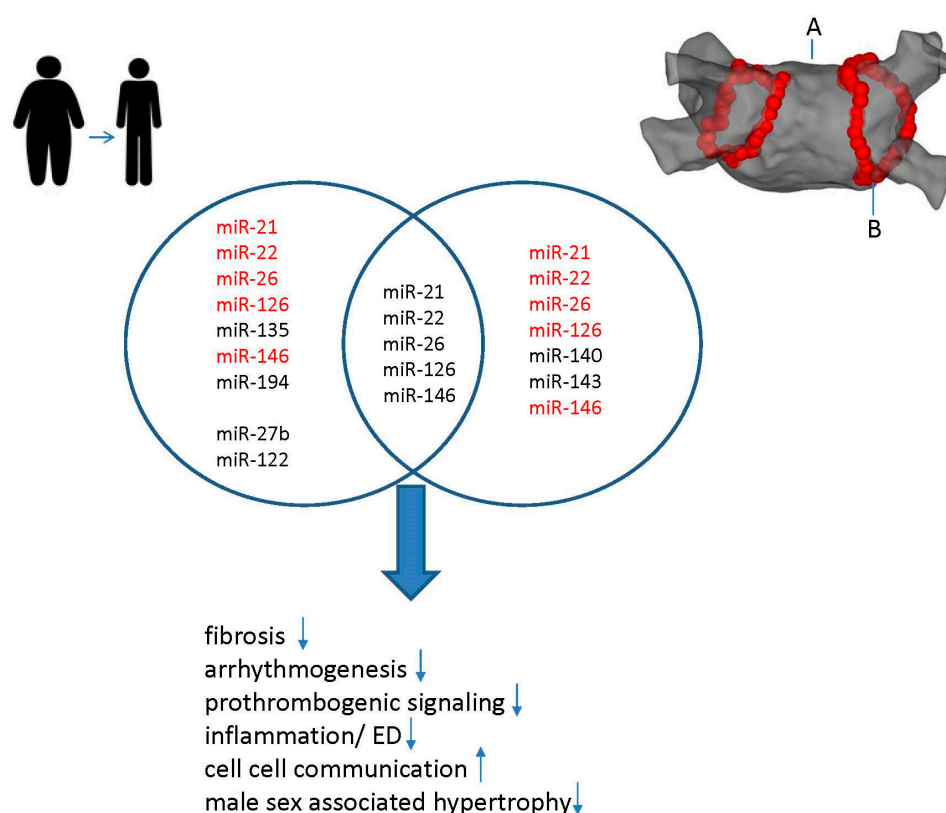 A
B
miR-21
miR-22
miR-26
miR-126
miR-135
miR-146
miR-194
miR-27b
miR-122
miR-21
miR-22
miR-26
miR-126
miR-146
miR-21
miR-22
miR-26
miR-126
miR-140
miR-143
miR-146
fibrosis ↓
arrhythmogenesis ↓
prothrombogenic signaling ↓
inflammation/ ED ↓
cell cell communication ↑
male sex associated hypertrophy ↓